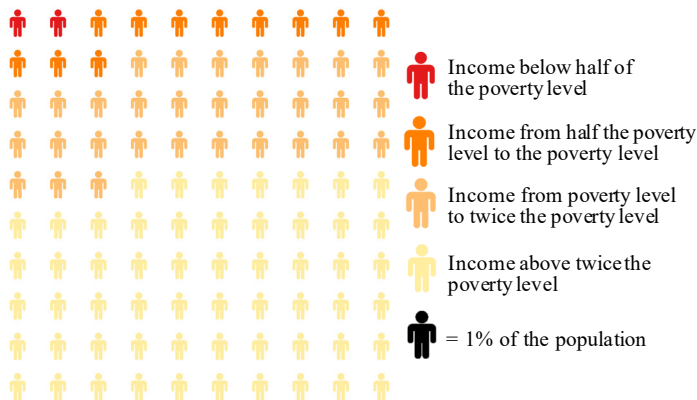 Income below half of
the poverty level
Income from half the poverty
level to the poverty level
Income from poverty level
to twice the poverty level
Income above twice the
poverty level
= 1% of the population